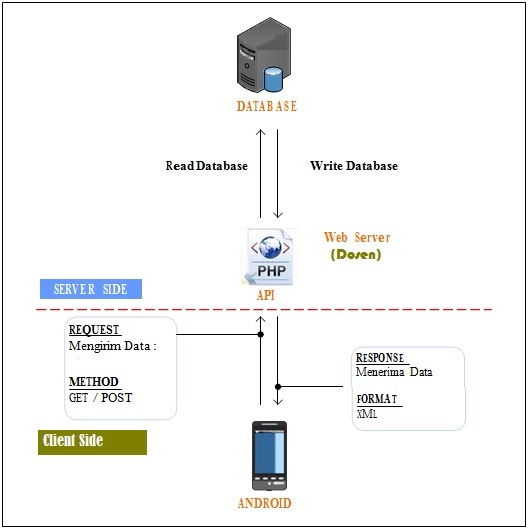 DATABASE
Read Database
Write Database
Web Server
(Dosen)
PHP
API
SERVER SIDE
REQUEST
Mengirim Data :
METHOD
GET / POST
RESPONSE
Menerima Data
FORMAT
XML
Client Side
ANDROID